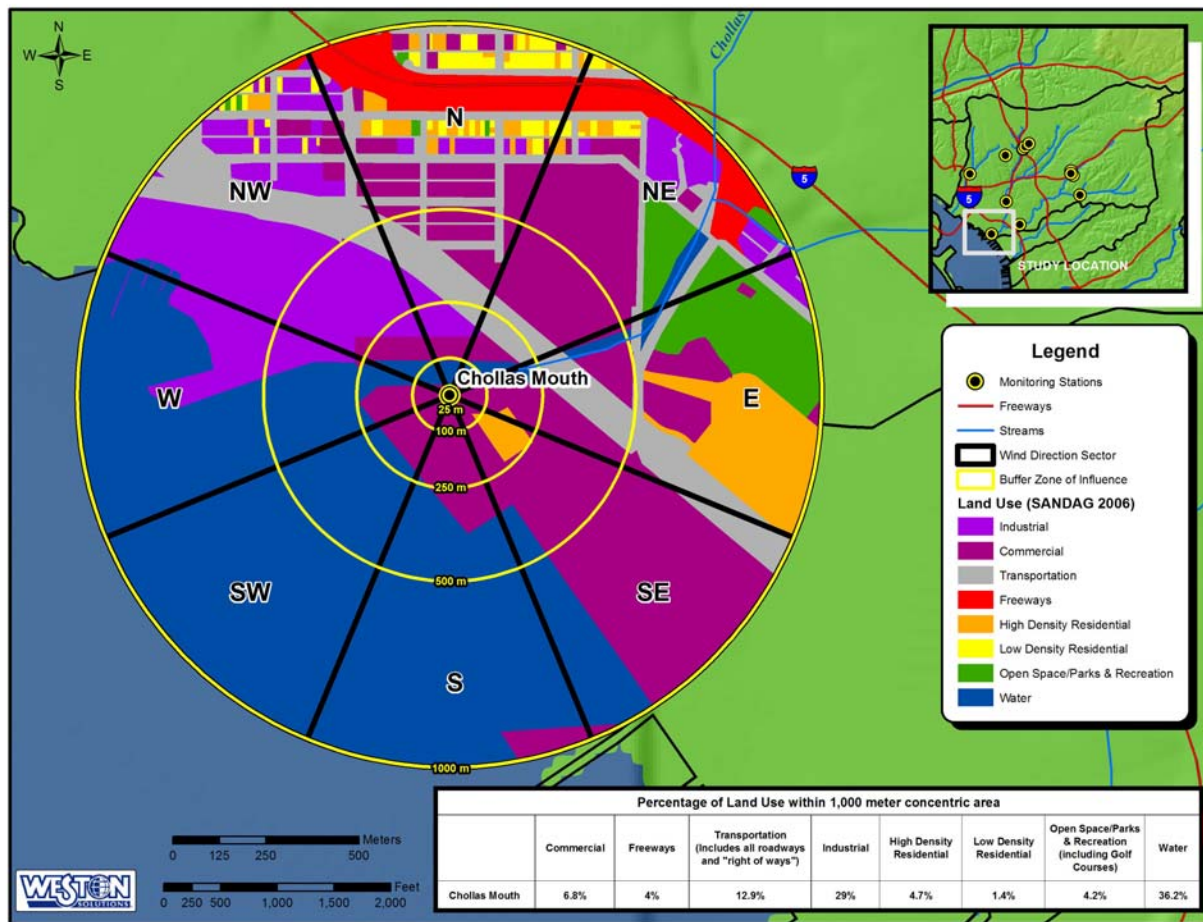 N
W E
S
Chollas
N
NW
NE
5
5
STUDY LOCATION
Chollas Mouth
W
E
25 m
100 m
250 m
500 m
SW
SE
S
1000 m
Legend
Monitoring Stations
Freeways
Streams
Wind Direction Sector
Buffer Zone of Influence
Land Use (SANDAG 2006)
Industrial
Commercial
Transportation
Freeways
High Density Residential
Low Density Residential
Open Space/Parks & Recreation
Water
Meters
0 125 250 500
Feet
0 250 500 1,000 1,500 2,000
WESTON
SOLUTIONS
Percentage of Land Use within 1,000 meter concentric area
Commercial
Freeways
Transportation
(Includes all roadways
and "right of ways")
Industrial
High Density
Residential
Low Density
Residential
Open Space/Parks
& Recreation
(including Golf
Courses)
Water
Chollas Mouth 6.8% 4% 12.9% 29% 4.7% 1.4% 4.2% 36.2%